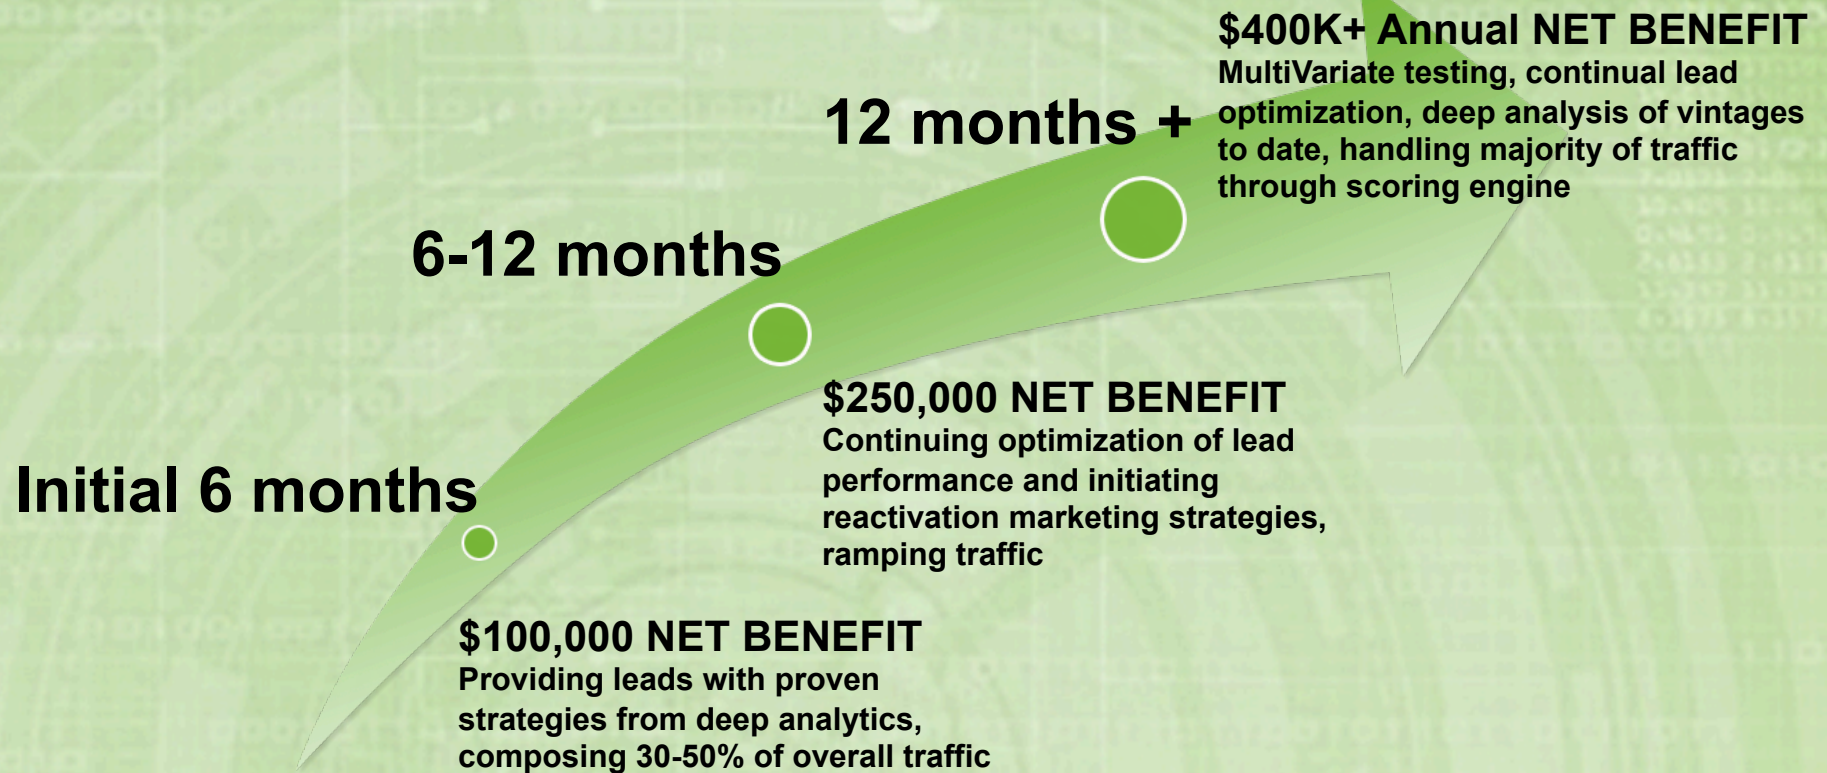 $400K+ Annual NET BENEFIT
MultiVariate testing, continual lead
optimization, deep analysis of vintages
to date, handling majority of traffic
through scoring engine
12 months +
6-12 months
$250,000 NET BENEFIT
Continuing optimization of lead
performance and initiating
reactivation marketing strategies,
ramping traffic
Initial 6 months
$100,000 NET BENEFIT
Providing leads with proven
strategies from deep analytics,
composing 30-50% of overall traffic